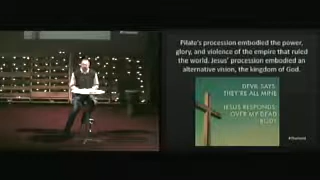 Pilate's procession embodied the power,
glory, and violence of the empire that ruled
the world. Jesus' procession embodied an
alternative vision, the kingdom of God.
DEVIL SAYS:
THEY'RE ALL MINE
JESUS RESPONDS:
OVER MY DEAD
BODY